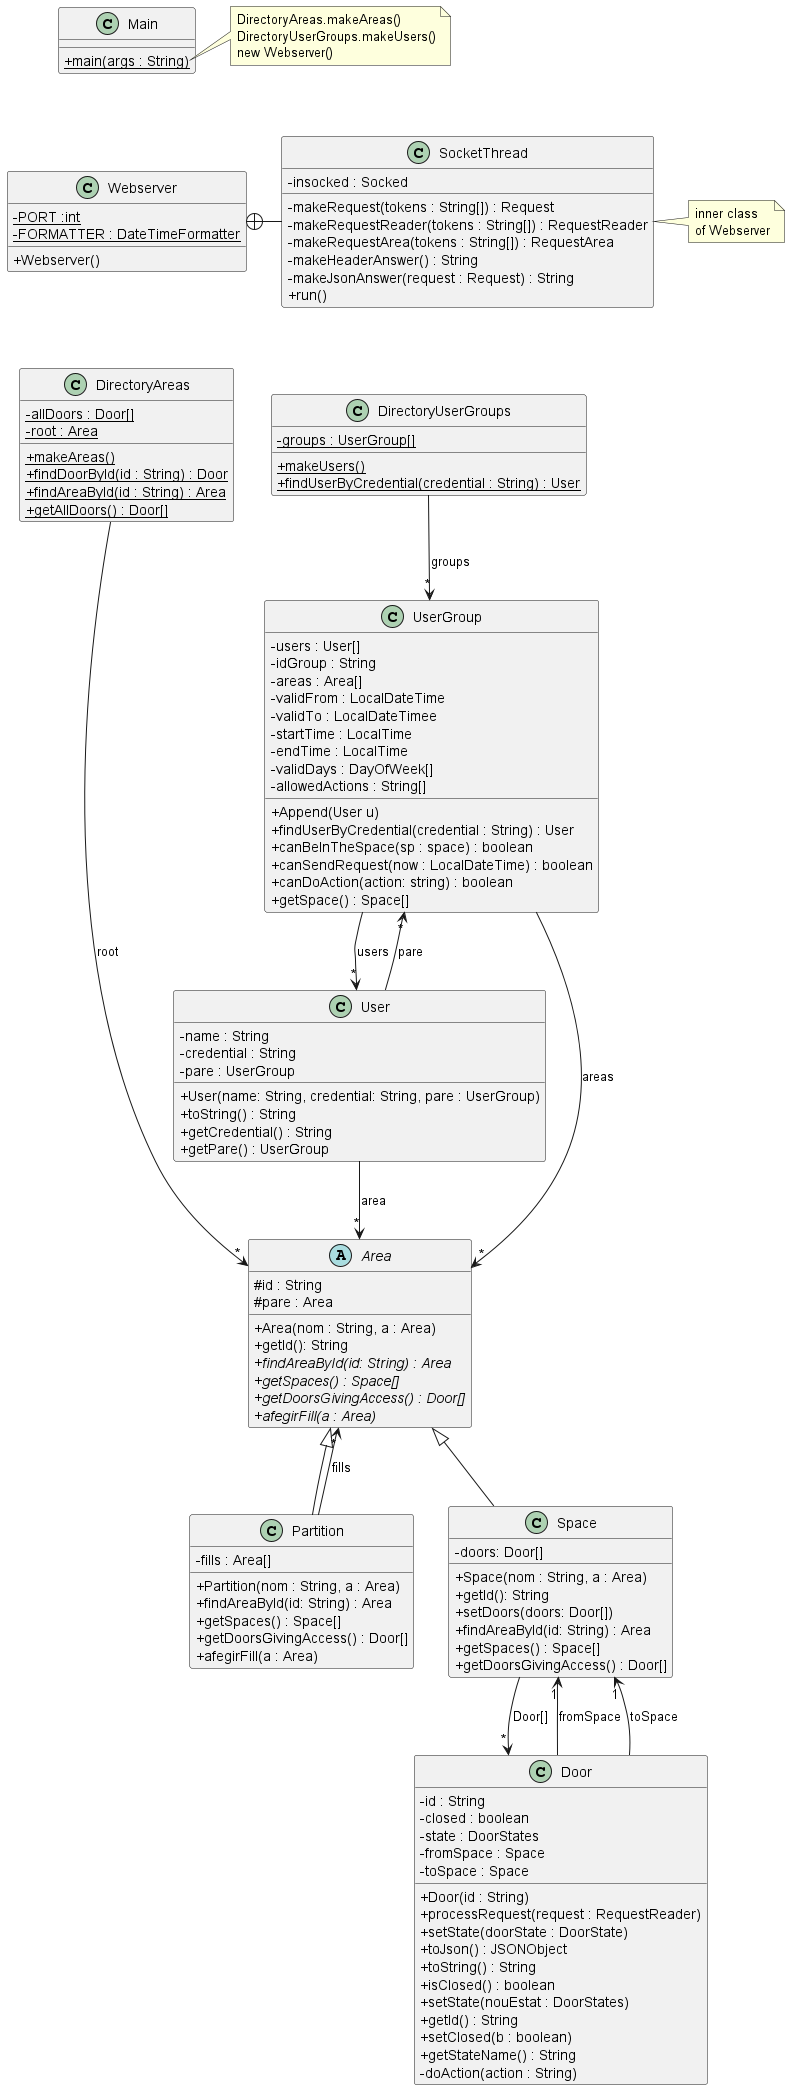 C Main
+main(args : String)
DirectoryAreas.makeAreas()
DirectoryUserGroups.makeUsers()
new Webserver()
C Webserver
-PORT :int
-FORMATTER : DateTimeFormatter
+Webserver()
C SocketThread
-insocked : Socked
-makeRequest(tokens : String[]) : Request
-makeRequestReader(tokens : String[]) : RequestReader
-makeRequestArea(tokens : String[]) : RequestArea
-makeHeaderAnswer() : String
-makeJsonAnswer(request : Request) : String
+run()
inner class
of Webserver
C DirectoryAreas
-allDoors : Door[]
-root : Area
+makeAreas()
+findDoorById(id : String) : Door
+findAreaById(id : String) : Area
+getAllDoors() : Door[]
C DirectoryUserGroups
-groups : UserGroup[]
+makeUsers()
+findUserByCredential(credential : String) : User
groups
*
C UserGroup
-users : User[]
-idGroup : String
-areas : Area[]
-validFrom : LocalDateTime
-validTo : LocalDateTimee
-startTime : LocalTime
-endTime : LocalTime
-validDays : DayOfWeek[]
-allowedActions : String[]
+Append(User u)
+findUserByCredential(credential : String) : User
+canBeInTheSpace(sp : space) : boolean
+canSendRequest(now : LocalDateTime) : boolean
+canDoAction(action: string) : boolean
+getSpace() : Space[]
*
root
users
pare
*
C User
-name : String
-credential : String
-pare : UserGroup
+User(name: String, credential: String, pare : UserGroup)
+toString() : String
+getCredential() : String
+getPare() : UserGroup
areas
area
*
*
*
A Area
#id : String
#pare : Area
+Area(nom : String, a : Area)
+getId(): String
+findAreaById(id: String) : Area
+getSpaces() : Space[]
+getDoorsGivingAccess() : Door[]
+afegirFill(a : Area)
*
fills
C Partition
-fills : Area[]
+Partition(nom : String, a : Area)
+findAreaById(id: String) : Area
+getSpaces() : Space[]
+getDoorsGivingAccess() : Door[]
+afegirFill(a : Area)
C Space
-doors: Door[]
+Space(nom : String, a : Area)
+getId(): String
+setDoors(doors: Door[])
+findAreaById(id: String) : Area
+getSpaces() : Space[]
+getDoorsGivingAccess() : Door[]
1
1
Door[]
fromSpace
toSpace
*
C Door
-id : String
-closed : boolean
-state : DoorStates
-fromSpace : Space
-toSpace : Space
+Door(id : String)
+processRequest(request : RequestReader)
+setState(doorState : DoorState)
+toJson() : JSONObject
+toString() : String
+isClosed() : boolean
+setState(nouEstat : DoorStates)
+getId() : String
+setClosed(b : boolean)
+getStateName() : String
-doAction(action : String)